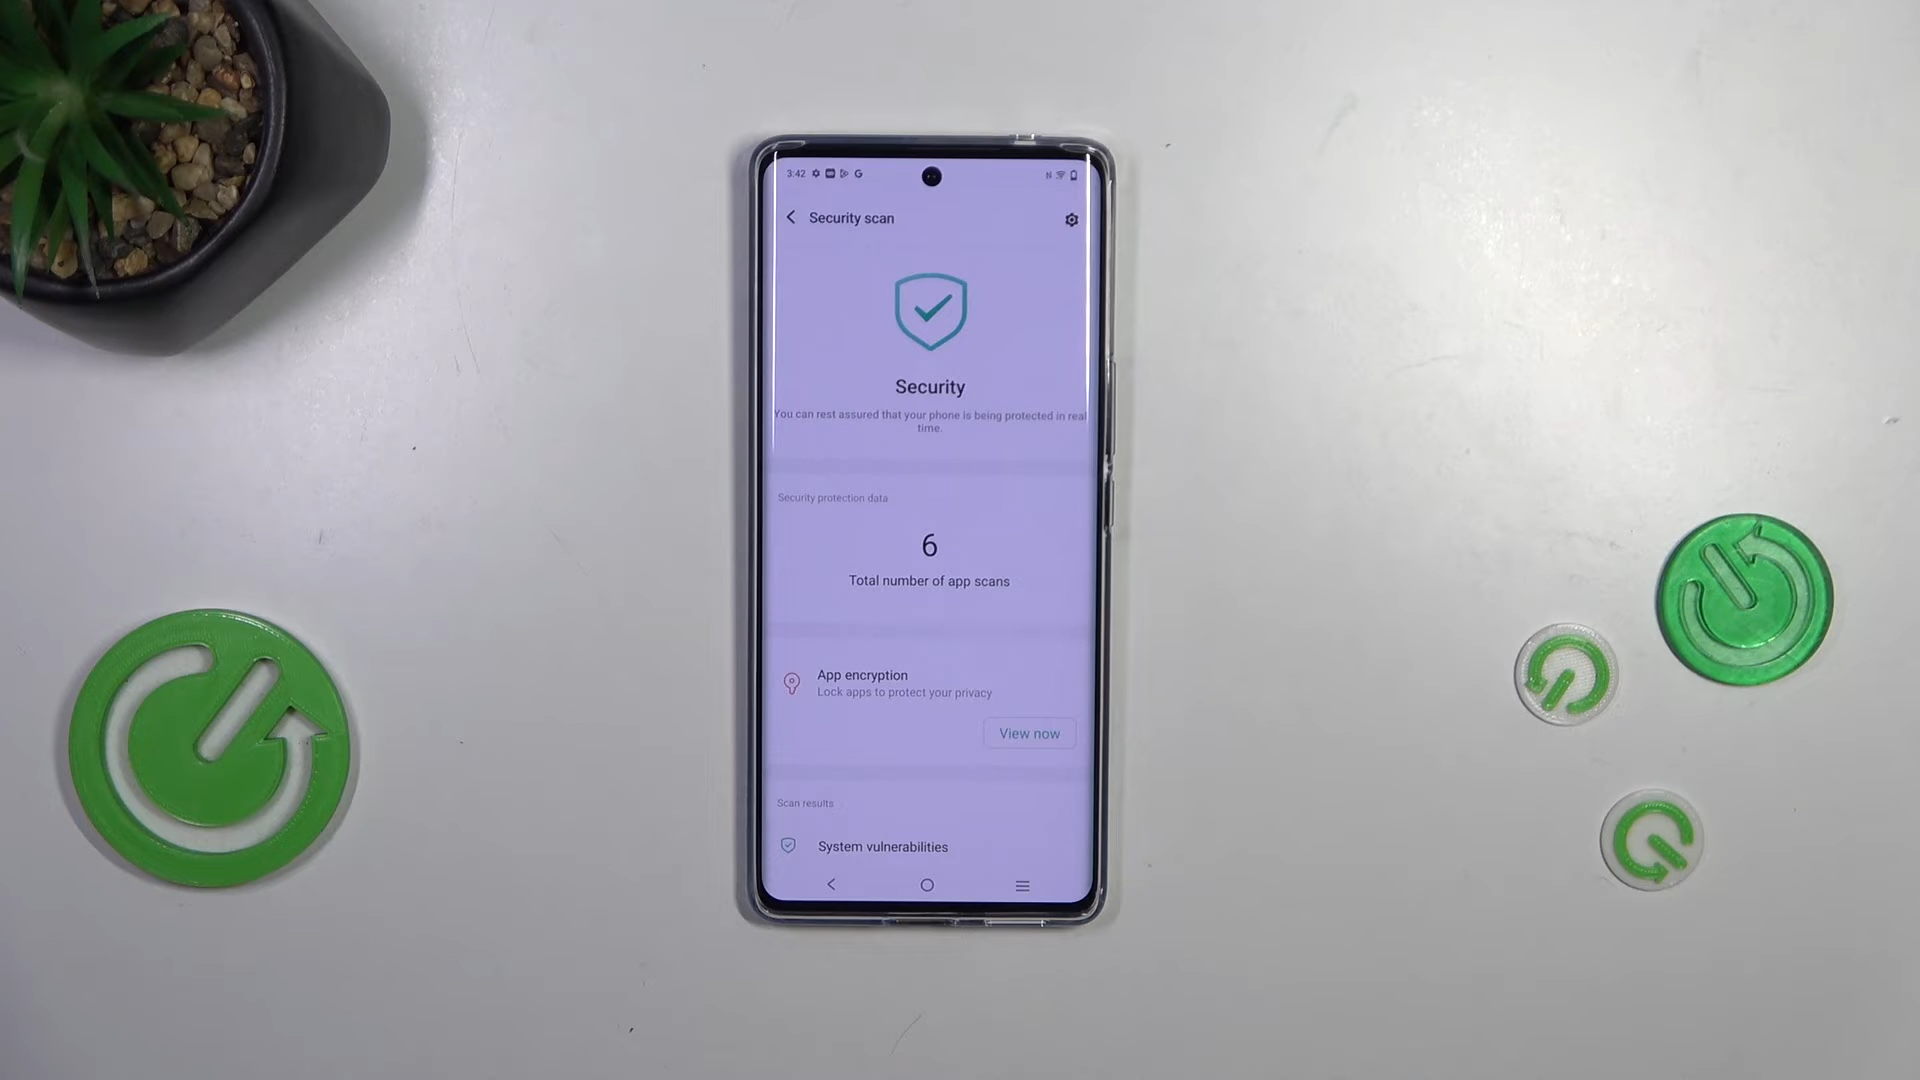 3:42
Security scan
Security
You can rest assured that your phone is being protected in real
time.
Security protection data
6
Total number of app scans
App encryption
Lock apps to protect your privacy
View now
Scan results
System vulnerabilities